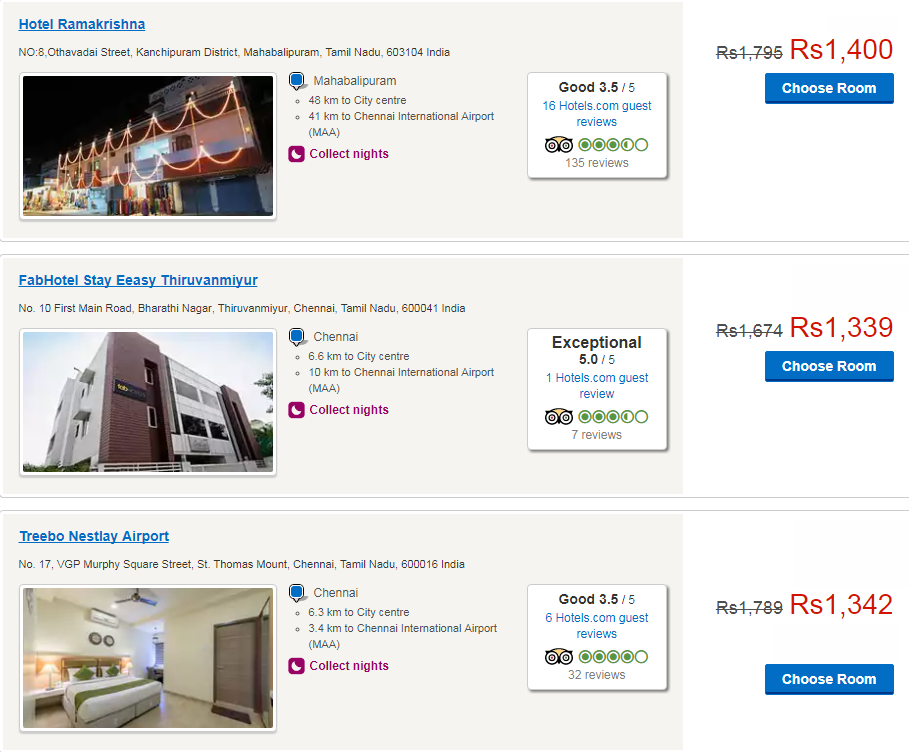 Hotel Ramakrishna
NO:8,Othavadai Street, Kanchipuram District, Mahabalipuram, Tamil Nadu, 603104 India
Mahabalipuram
48 km to City centre
41 km to Chennai International Airport
(MAA)
Collect nights
Good 3.5 / 5
16 Hotels.com guest
reviews
135 reviews
Rs1,795 Rs1,400
Choose Room
FabHotel Stay Eeasy Thiruvanmiyur
No. 10 First Main Road, Bharathi Nagar, Thiruvanmiyur, Chennai, Tamil Nadu, 600041 India
fab
Chennai
6.6 km to City centre
10 km to Chennai International Airport
(MAA)
Collect nights
Exceptional
5.0 / 5
1 Hotels.com guest
review
7 reviews
Rs1,674 Rs1,339
Choose Room
Treebo Nestlay Airport
No. 17, VGP Murphy Square Street, St. Thomas Mount, Chennai, Tamil Nadu, 600016 India
Chennai
6.3 km to City centre
3.4 km to Chennai International Airport
(MAA)
Collect nights
Good 3.5 / 5
6 Hotels.com guest
reviews
32 reviews
Rs1,789 Rs1,342
Choose Room